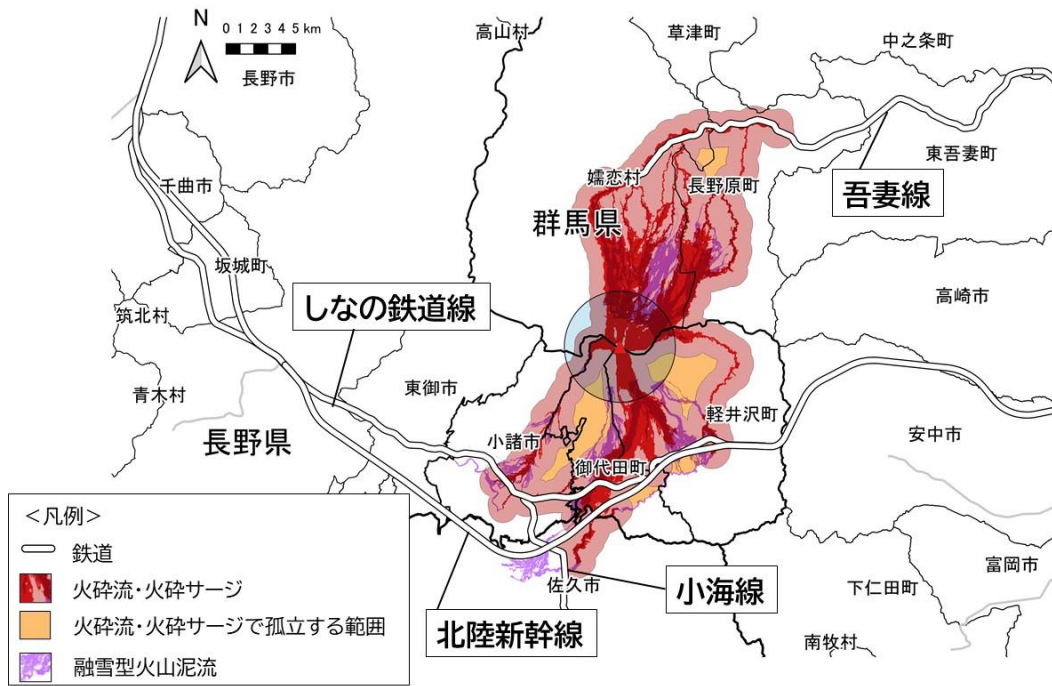 N
0 1 2 3 4 5 km
長野市
高山村
草津町
中之条町
東吾妻町
千曲市
嬬恋村
長野原町
吾妻線
群馬県
坂城町
高崎市
しなの鉄道線
筑北村
青木村
東御市
長野県
小諸市
軽井沢町
安中市
御代田町
佐久市
小海線
北陸新幹線
下仁田町
富岡市
南牧村
<凡例>
鉄道
火砕流・火砕サージ
火砕流・火砕サージで孤立する範囲
融雪型火山泥流